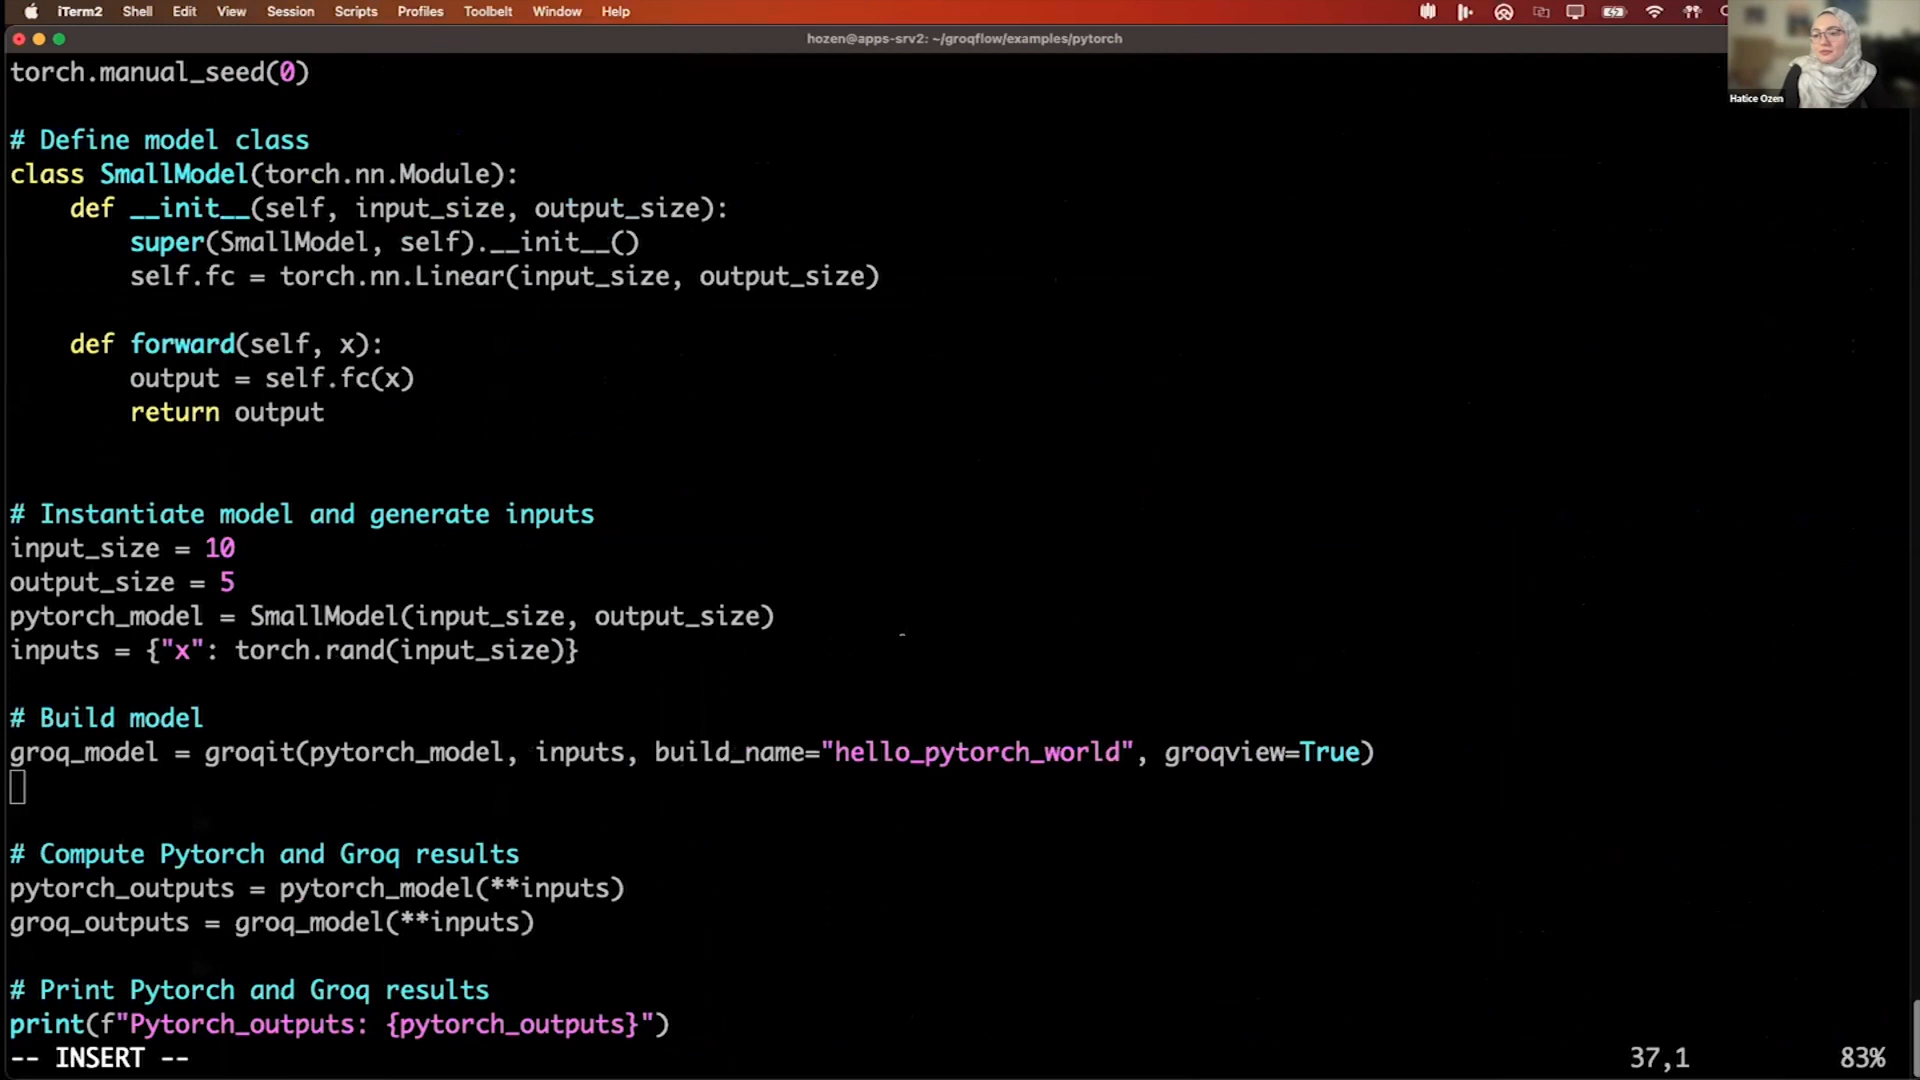 iTerm2 Shell Edit View Session Scripts Profiles Toolbelt Window Help
hozen@apps-srv2: ~/groqflow/examples/pytorch
Hatice Ozen
torch.manual_seed(0)
# Define model class
class SmallModel(torch.nn.Module):
    def __init__(self, input_size, output_size):
        super(SmallModel, self).__init__()
        self.fc = torch.nn.Linear(input_size, output_size)
    def forward(self, x):
        output = self.fc(x)
        return output
# Instantiate model and generate inputs
input_size = 10
output_size = 5
pytorch_model = SmallModel(input_size, output_size)
inputs = {"x": torch.rand(input_size)}
# Build model
groq_model = groqit(pytorch_model, inputs, build_name="hello_pytorch_world", groqview=True)
# Compute Pytorch and Groq results
pytorch_outputs = pytorch_model(**inputs)
groq_outputs = groq_model(**inputs)
# Print Pytorch and Groq results
print(f"Pytorch_outputs: {pytorch_outputs}")
-- INSERT -- 37,1 83%